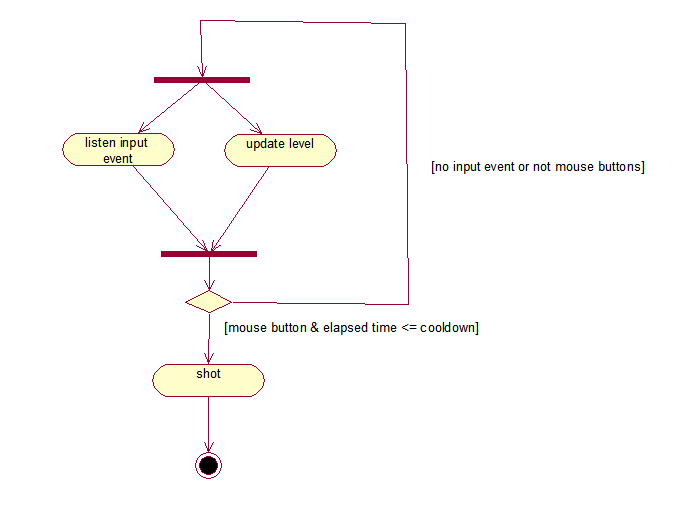 listen input
event
update level
[no input event or not mouse buttons]
[mouse button & elapsed time <= cooldown]
shot